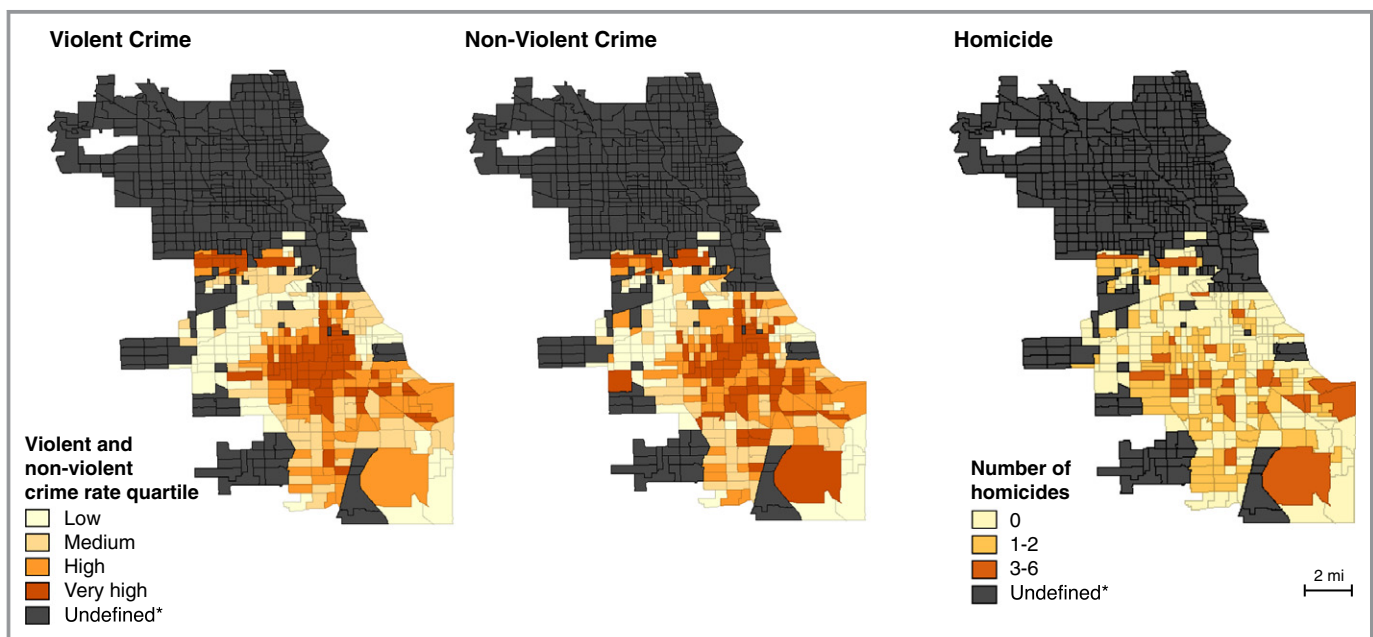 Violent Crime
Non-Violent Crime
Homicide
Violent and
non-violent
crime rate quartile
Low
Medium
High
Very high
Undefined*
Number of
homicides
0
1-2
3-6
Undefined*
2 mi